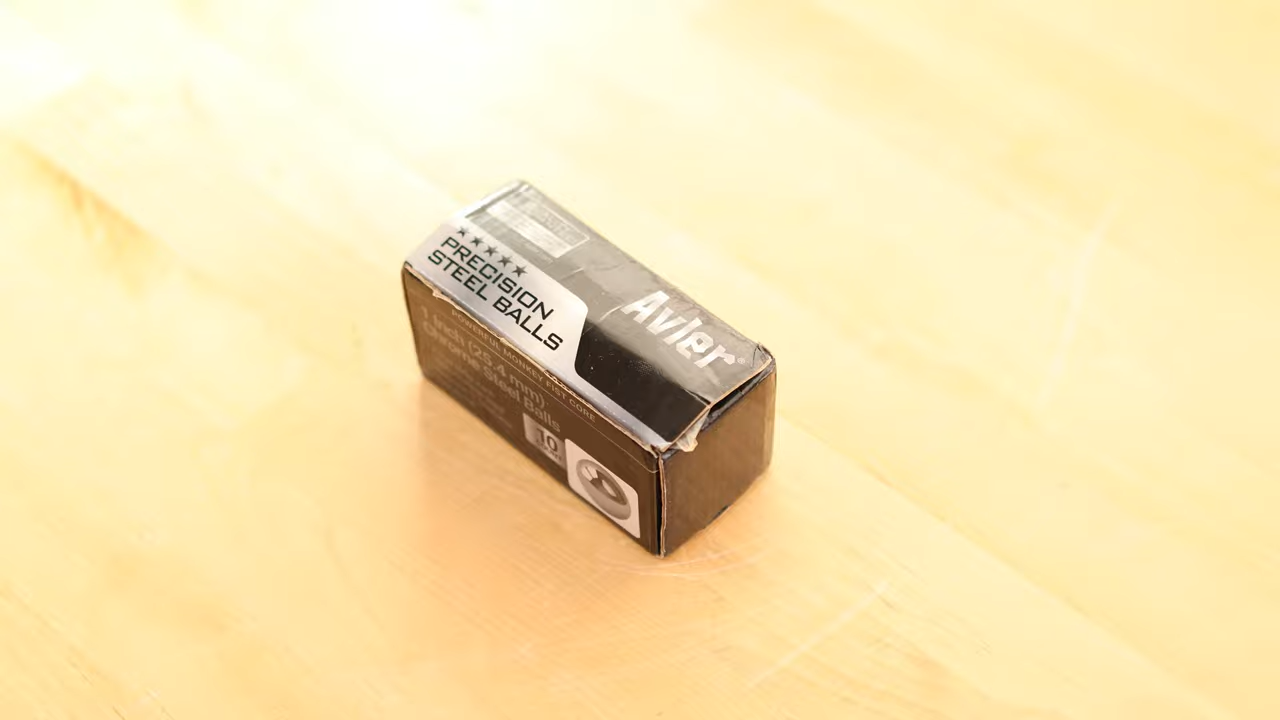 PRECISION
STEEL BALLS
Avler
POWERFUL MONKEY FIST CORE
1 Inch (25.4 mm)
Chrome Steel Balls
10